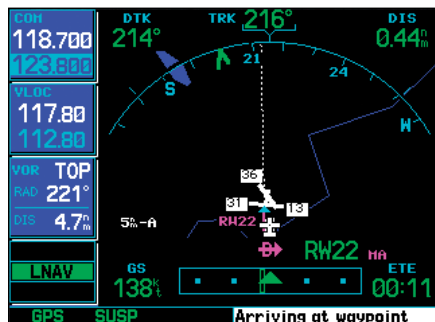 COM
118.700
123.800
VLOC
117.80
112.80
VOR TOP
RAD 221°
DIS 4.7nm
LNAV
GPS SUSP
DTK
214°
TRK 216°
DIS
0.44nm
21
24
S
W
36
31
13
RW22
5nm-A
D RW22 MA
GS
138kt
ETE
00:11
Arriving at waypoint